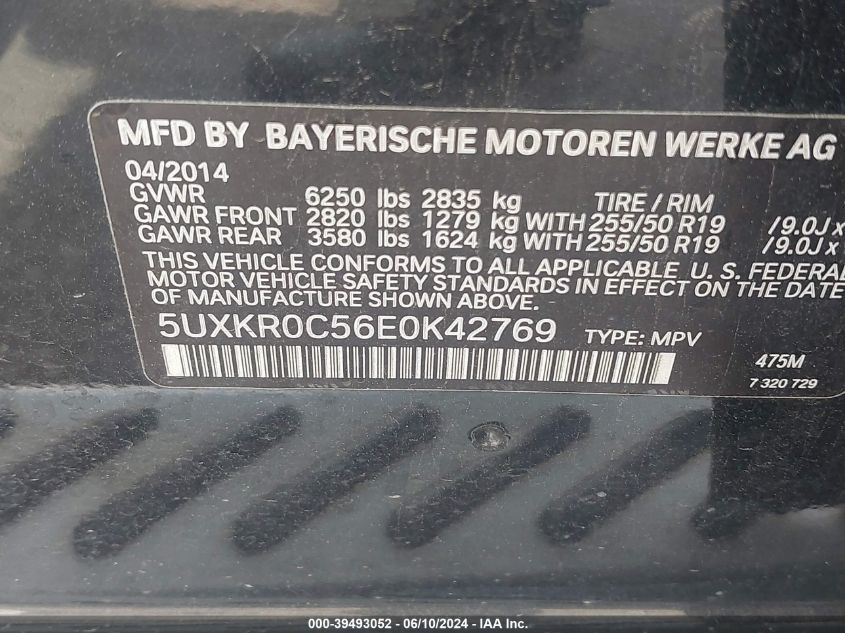 MFD BY BAYERISCHE MOTOREN WERKE AG
04/2014
GVWR 6250 lbs 2835 kg TIRE / RIM
GAWR FRONT 2820 lbs 1279 kg WITH 255/50 R19 /9.0J x
GAWR REAR 3580 lbs 1624 kg WITH 255/50 R19 /9.0J x
THIS VEHICLE CONFORMS TO ALL APPLICABLE U. S. FEDERAL
MOTOR VEHICLE SAFETY STANDARDS IN EFFECT ON THE DATE
OF MANUFACTURE SHOWN ABOVE.
5UXKR0C56E0K42769 TYPE: MPV
475M
7 320 729
000-39493052 - 06/10/2024 - IAA Inc.